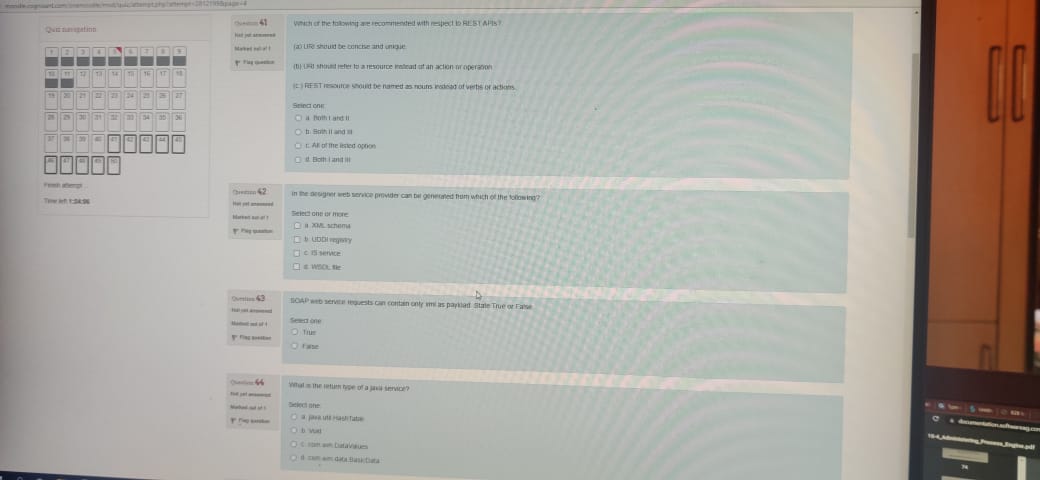 Quiz navigation
1 2 3 4 5 6 7 8 9
10 11 12 13 14 15 16 17 18
19 20 21 22 23 24 25 26 27
28 29 30 31 32 33 34 35 36
37 38 39 40 41 42 43 44 45
46 47 48 49 50
Finish attempt ...
Time left 1:34:06
Question 41
Not yet answered
Marked out of 1
Flag question
Which of the following are recommended with respect to REST APIs?
(a) URI should be concise and unique
(b) URI should refer to a resource instead of an action or operation
(c ) REST resource should be named as nouns instead of verbs or actions.
Select one:
a. Both I and II
b. Both II and III
c. All of the listed option
d. Both I and III
Question 42
Not yet answered
Marked out of 1
Flag question
In the designer web service provider can be generated from which of the following?
Select one or more:
a. XML schema
b. UDDI registry
c. IS service
d. WSDL file
Question 43
Not yet answered
Marked out of 1
Flag question
SOAP web service requests can contain only xml as payload. State True or False
Select one:
True
False
Question 44
Not yet answered
Marked out of 1
Flag question
What is the return type of a java service?
Select one:
a. java.util.HashTable
b. Void
c. com.wm.DataValues
d. com.wm.data.BasicData
documentation.softwareag.com
74